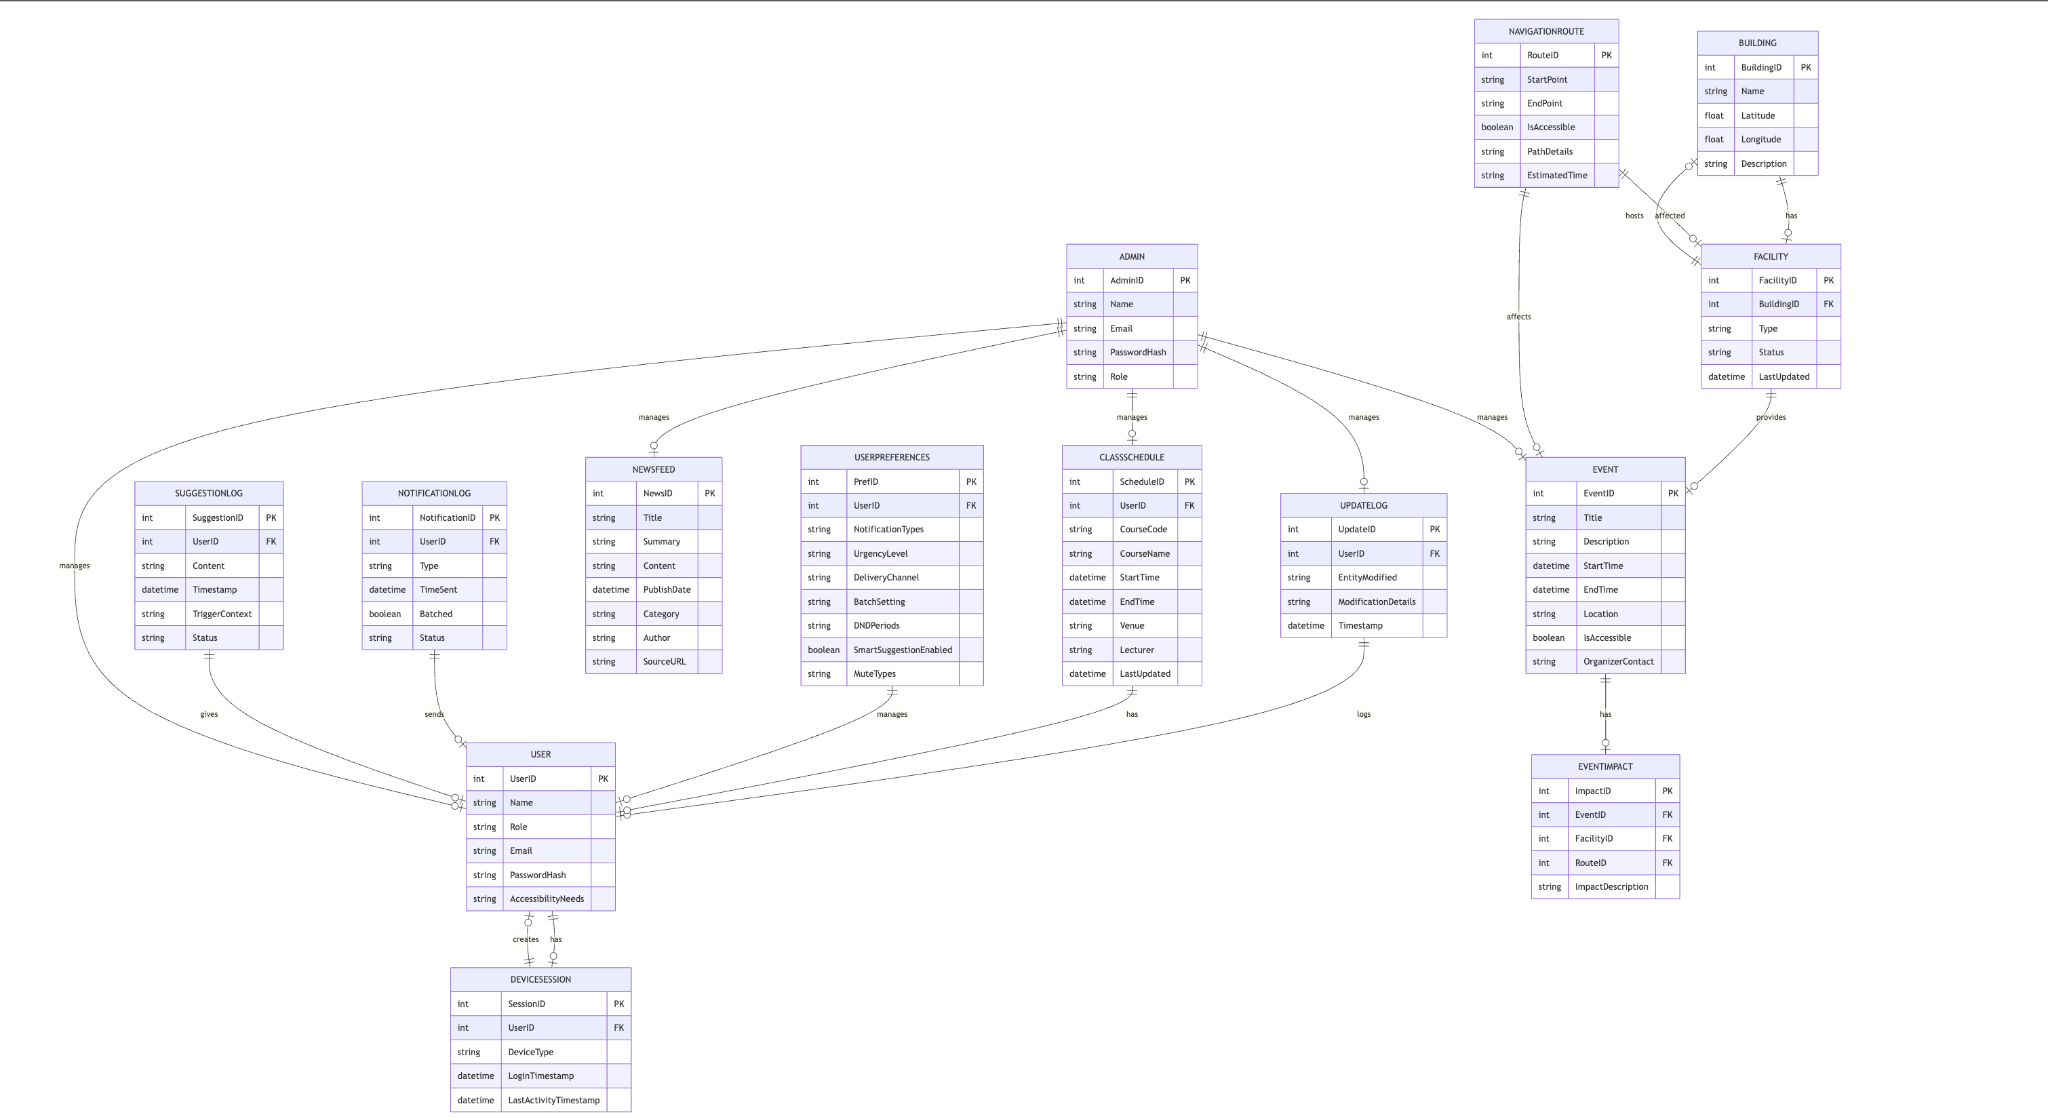 NAVIGATIONROUTE
int RouteID PK
string StartPoint
string EndPoint
boolean IsAccessible
string PathDetails
string EstimatedTime
BUILDING
int BuildingID PK
string Name
float Latitude
float Longitude
string Description
hosts
affected
has
ADMIN
int AdminID PK
string Name
string Email
string PasswordHash
string Role
FACILITY
int FacilityID PK
int BuildingID FK
string Type
string Status
datetime LastUpdated
affects
manages
manages
manages
manages
provides
manages
SUGGESTIONLOG
int SuggestionID PK
int UserID FK
string Content
datetime Timestamp
string TriggerContext
string Status
NOTIFICATIONLOG
int NotificationID PK
int UserID FK
string Type
datetime TimeSent
boolean Batched
string Status
NEWSFEED
int NewsID PK
string Title
string Summary
string Content
datetime PublishDate
string Category
string Author
string SourceURL
USERPREFERENCES
int PrefID PK
int UserID FK
string NotificationTypes
string UrgencyLevel
string DeliveryChannel
string BatchSetting
string DNDPeriods
boolean SmartSuggestionEnabled
string MuteTypes
CLASSSCHEDULE
int ScheduleID PK
int UserID FK
string CourseCode
string CourseName
datetime StartTime
datetime EndTime
string Venue
string Lecturer
datetime LastUpdated
UPDATELOG
int UpdateID PK
int UserID FK
string EntityModified
string ModificationDetails
datetime Timestamp
EVENT
int EventID PK
string Title
string Description
datetime StartTime
datetime EndTime
string Location
boolean IsAccessible
string OrganizerContact
gives
sends
manages
has
logs
has
USER
int UserID PK
string Name
string Role
string Email
string PasswordHash
string AccessibilityNeeds
EVENTIMPACT
int ImpactID PK
int EventID FK
int FacilityID FK
int RouteID FK
string ImpactDescription
creates
has
DEVICESESSION
int SessionID PK
int UserID FK
string DeviceType
datetime LoginTimestamp
datetime LastActivityTimestamp